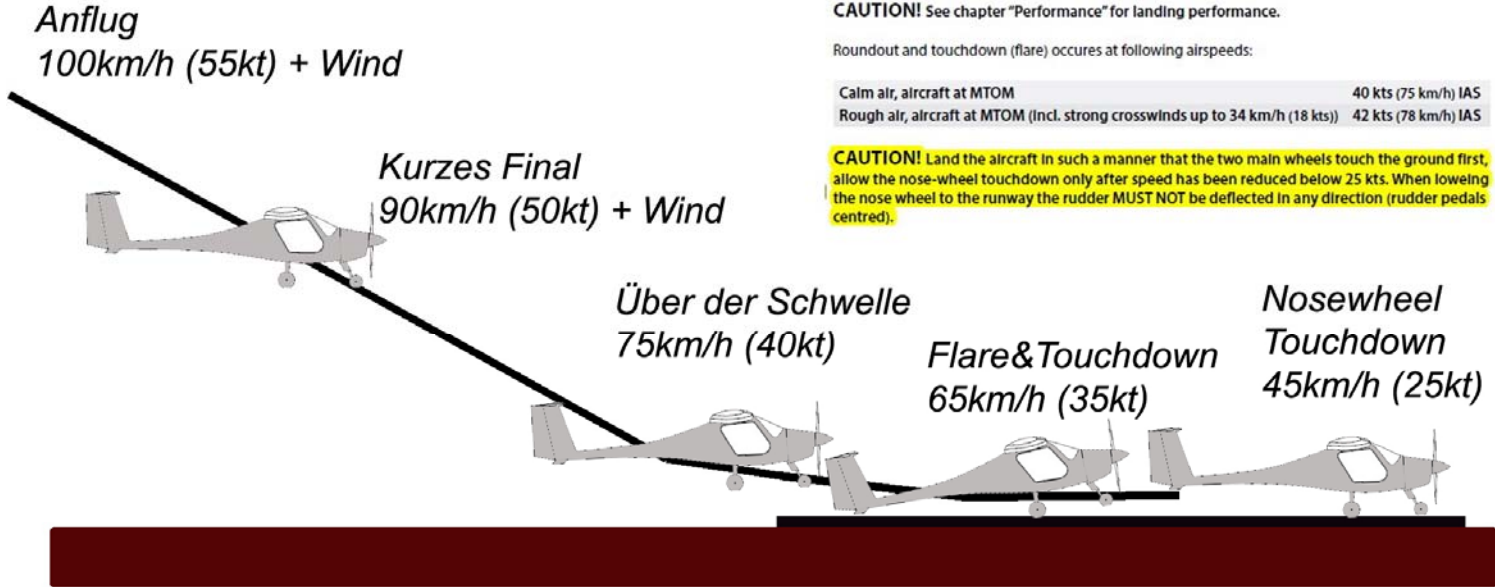 Anflug
100km/h (55kt) + Wind
CAUTION! See chapter "Performance" for landing performance.
Roundout and touchdown (flare) occures at following airspeeds:
Calm air, aircraft at MTOM 40 kts (75 km/h) IAS
Rough air, aircraft at MTOM (incl. strong crosswinds up to 34 km/h (18 kts)) 42 kts (78 km/h) IAS
CAUTION! Land the aircraft in such a manner that the two main wheels touch the ground first,
allow the nose-wheel touchdown only after speed has been reduced below 25 kts. When loweing
the nose wheel to the runway the rudder MUST NOT be deflected in any direction (rudder pedals
centred).
Kurzes Final
90km/h (50kt) + Wind
Über der Schwelle
75km/h (40kt)
Flare&Touchdown
65km/h (35kt)
Nosewheel
Touchdown
45km/h (25kt)